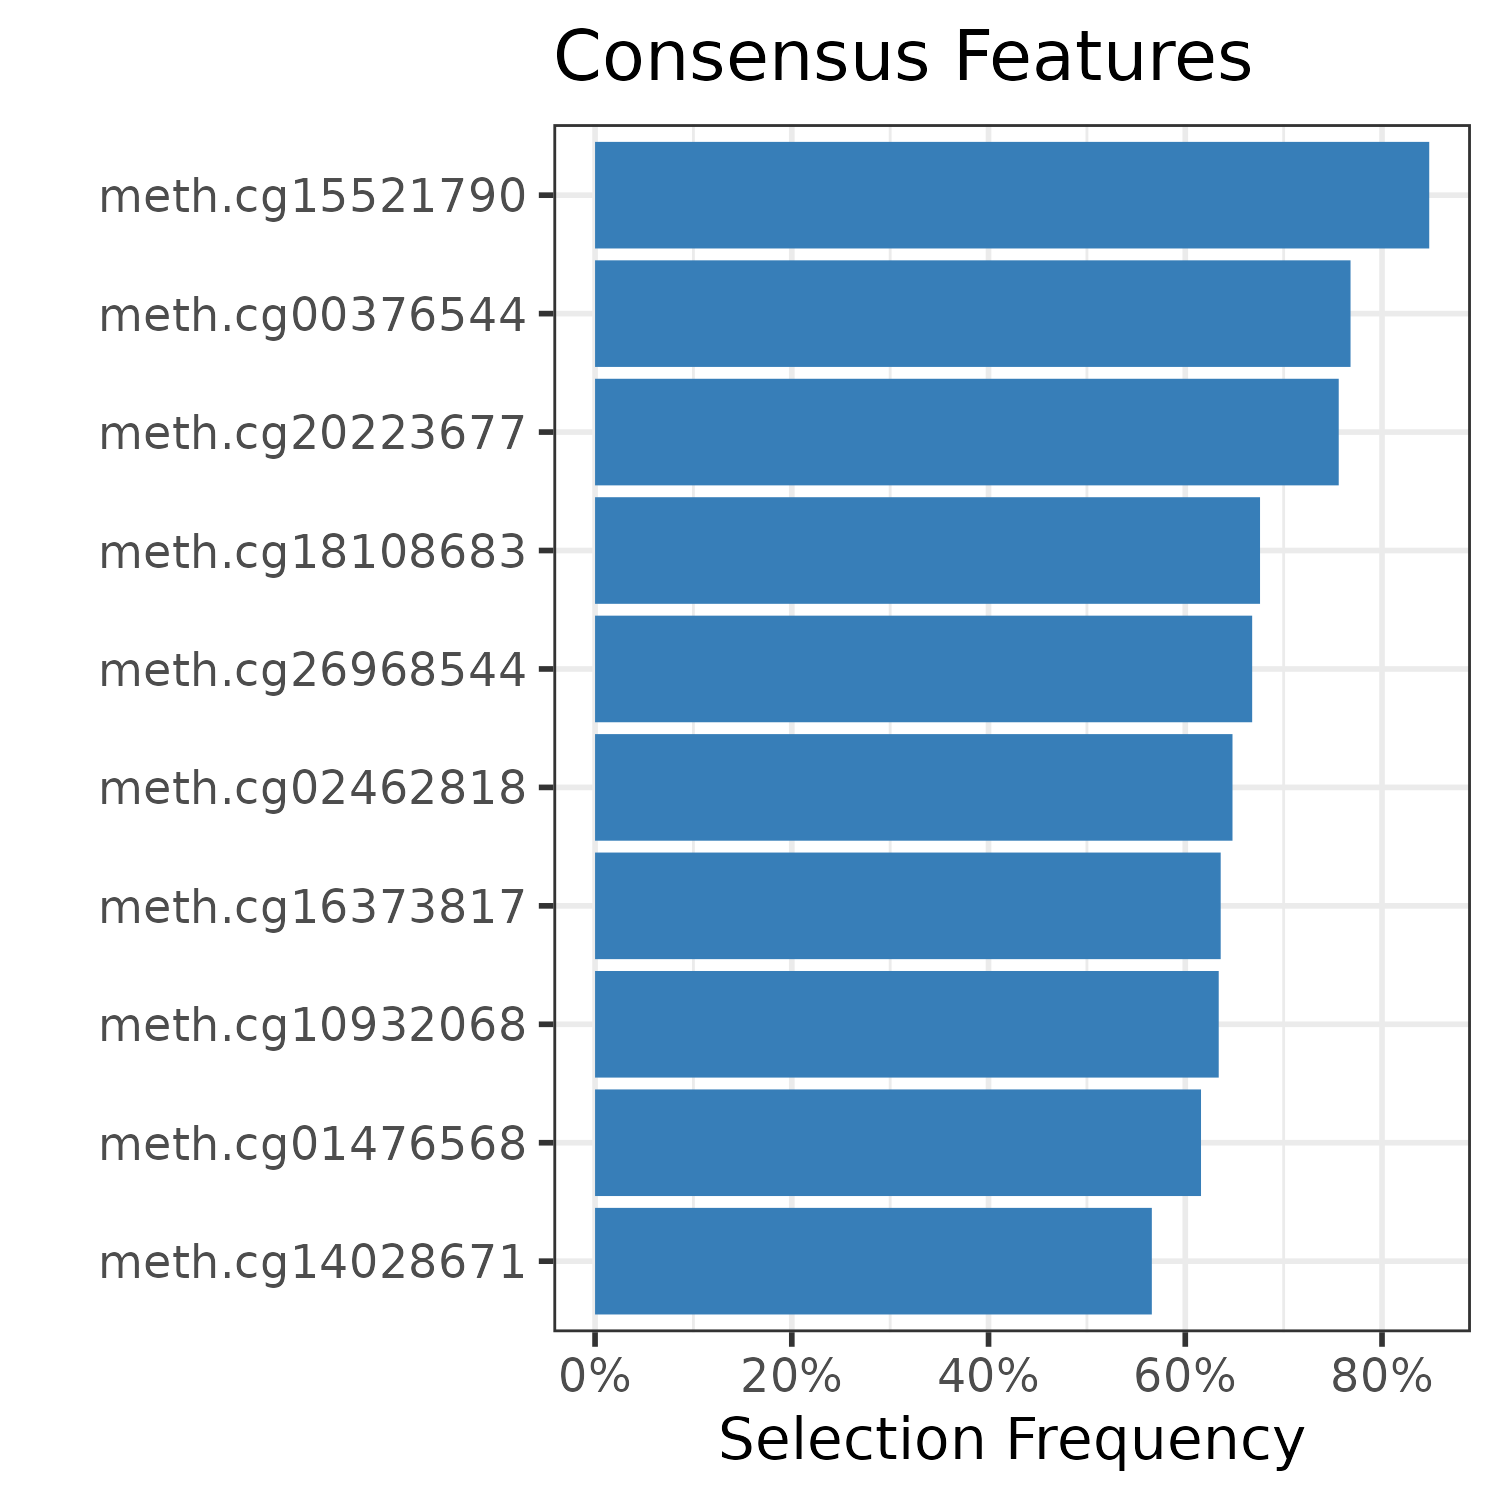 Consensus Features
meth.cg15521790
meth.cg00376544
meth.cg20223677
meth.cg18108683
meth.cg26968544
meth.cg02462818
meth.cg16373817
meth.cg10932068
meth.cg01476568
meth.cg14028671
0% 20% 40% 60% 80%
Selection Frequency